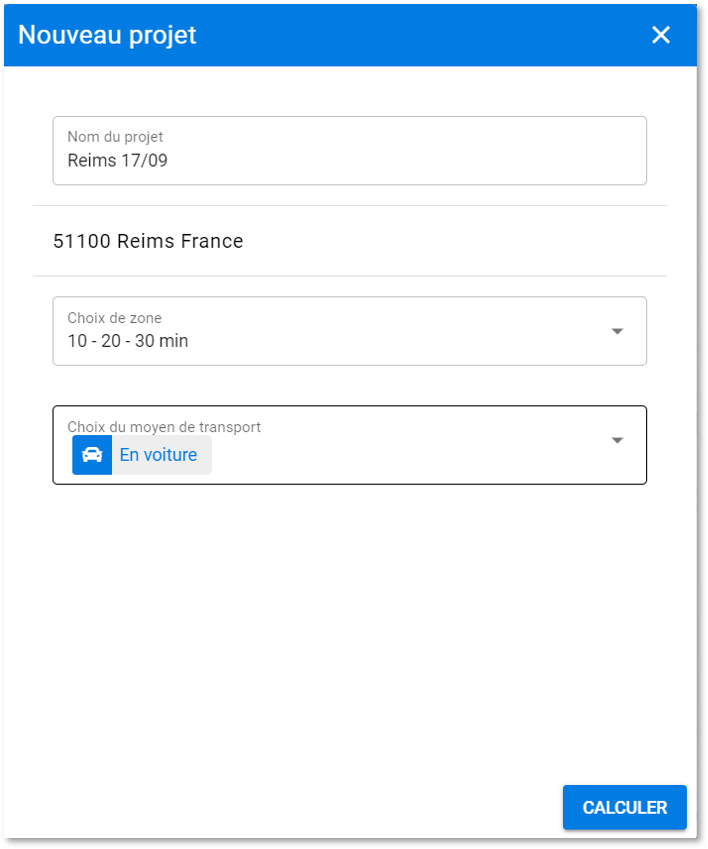 Nouveau projet
Nom du projet
Reims 17/09
51100 Reims France
Choix de zone
10 - 20 - 30 min
Choix du moyen de transport
En voiture
CALCULER